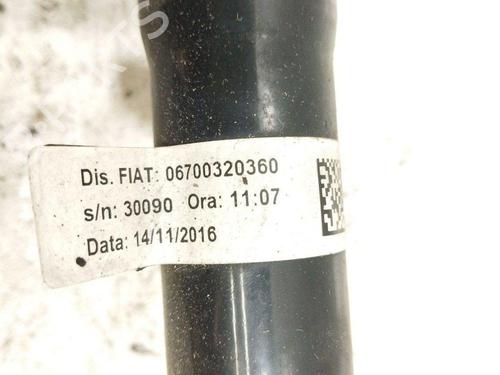 Dis. FIAT: 06700320360
s/n: 30090 Ora: 11:07
Data: 14/11/2016